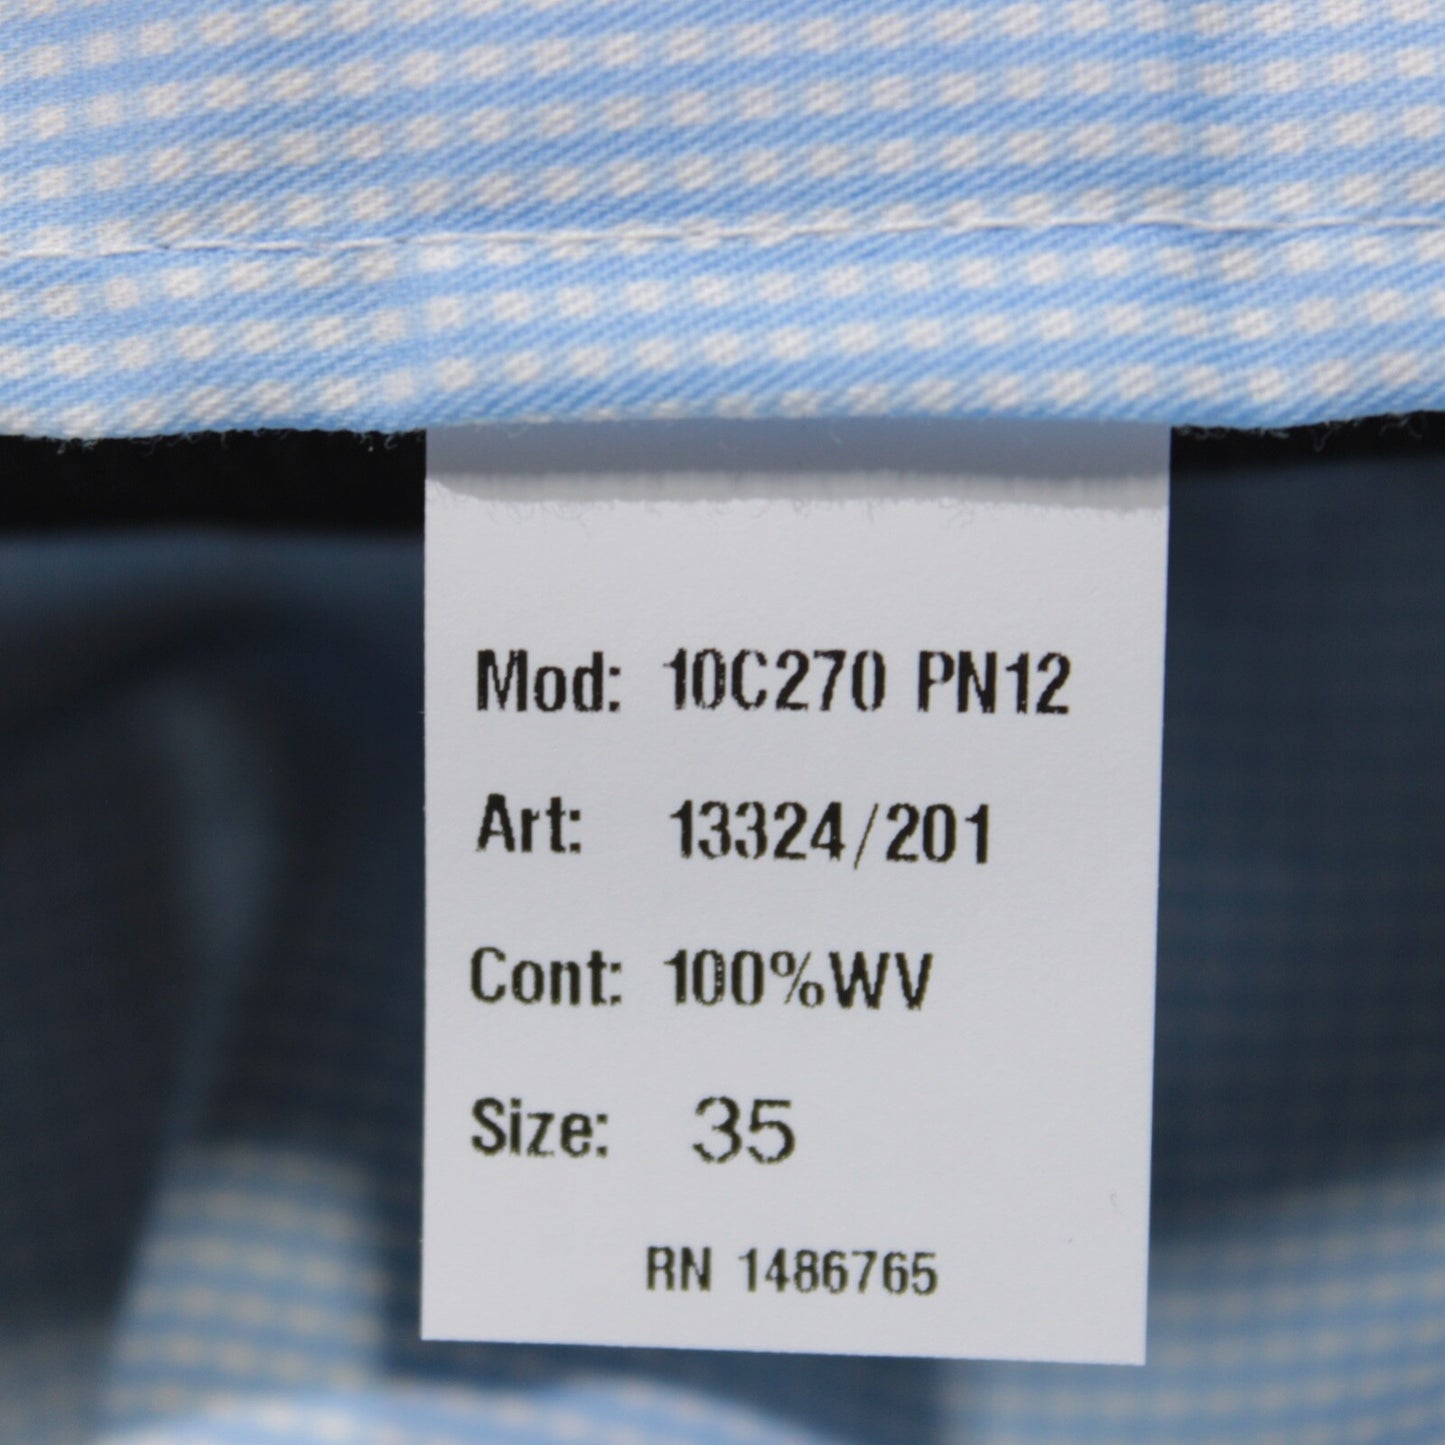 Mod: 10C270 PN12
Art: 13324/201
Cont: 100%WV
Size: 35
RN 1486765